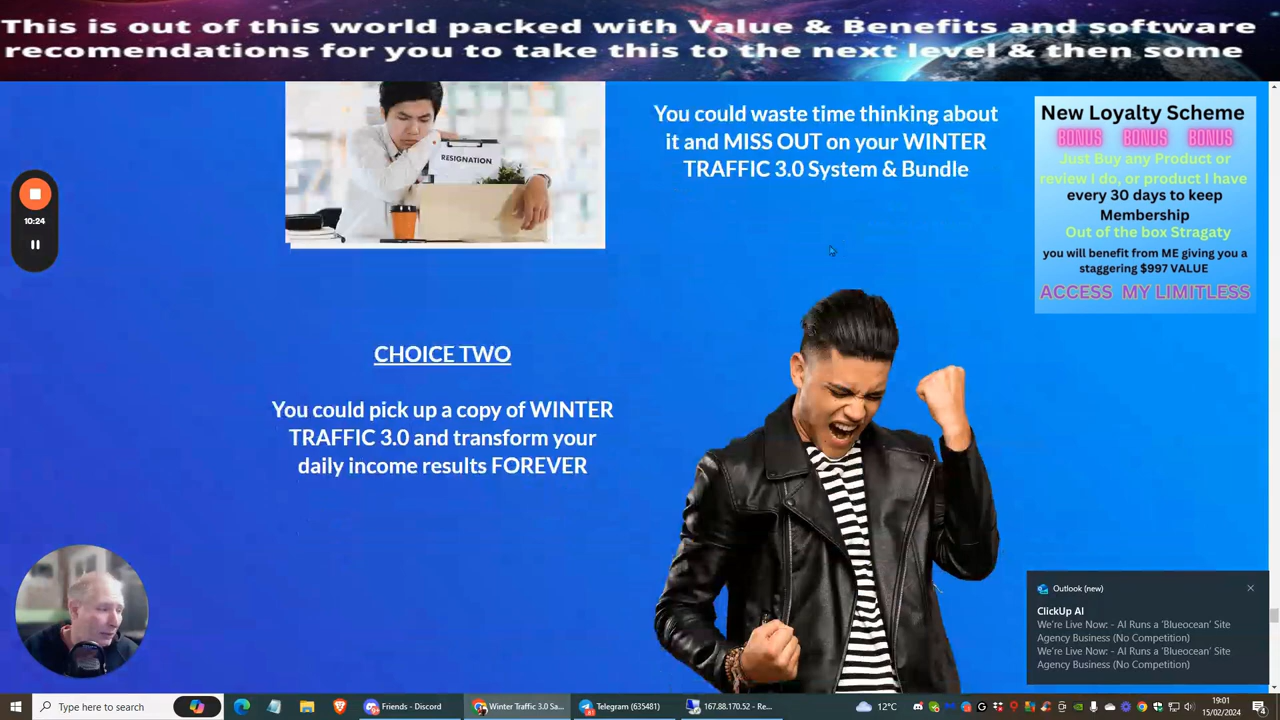 This is out of this world packed with Value & Benefits and software
recomendations for you to take this to the next level & then some
RESIGNATION
You could waste time thinking about
it and MISS OUT on your WINTER
TRAFFIC 3.0 System & Bundle
New Loyalty Scheme
BONUS BONUS BONUS
Just Buy any Product or
review I do, or product I have
every 30 days to keep
Membership
Out of the box Stragaty
you will benefit from ME giving you a
staggering $997 VALUE
ACCESS MY LIMITLESS
10:24
CHOICE TWO
You could pick up a copy of WINTER
TRAFFIC 3.0 and transform your
daily income results FOREVER
Outlook (new)
ClickUp AI
We're Live Now: - AI Runs a 'Blueocean' Site
Agency Business (No Competition)
We're Live Now: - AI Runs a 'Blueocean' Site
Agency Business (No Competition)
Type here to search
Friends - Discord
Winter Traffic 3.0 Sa...
Telegram (635481)
167.88.170.52 - Re...
12°C
19:01
15/02/2024
4